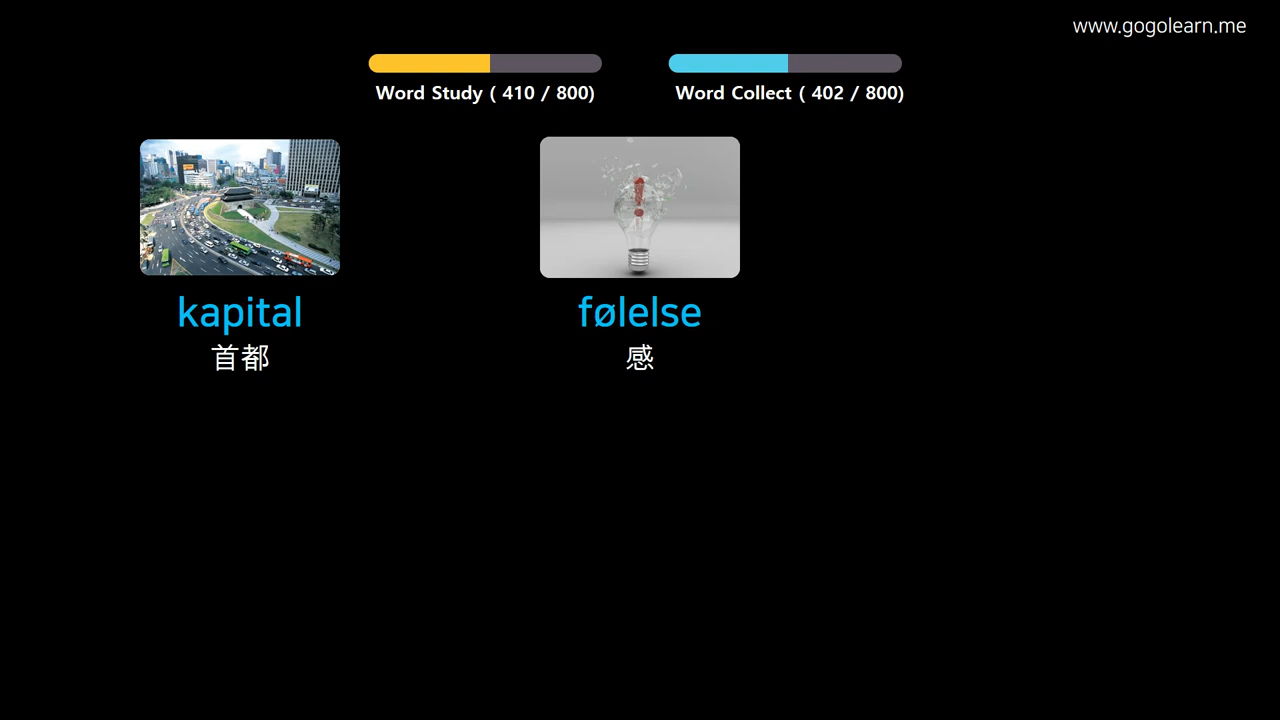 www.gogolearn.me
Word Study ( 410 / 800)
Word Collect ( 402 / 800)
kapital
首都
følelse
感